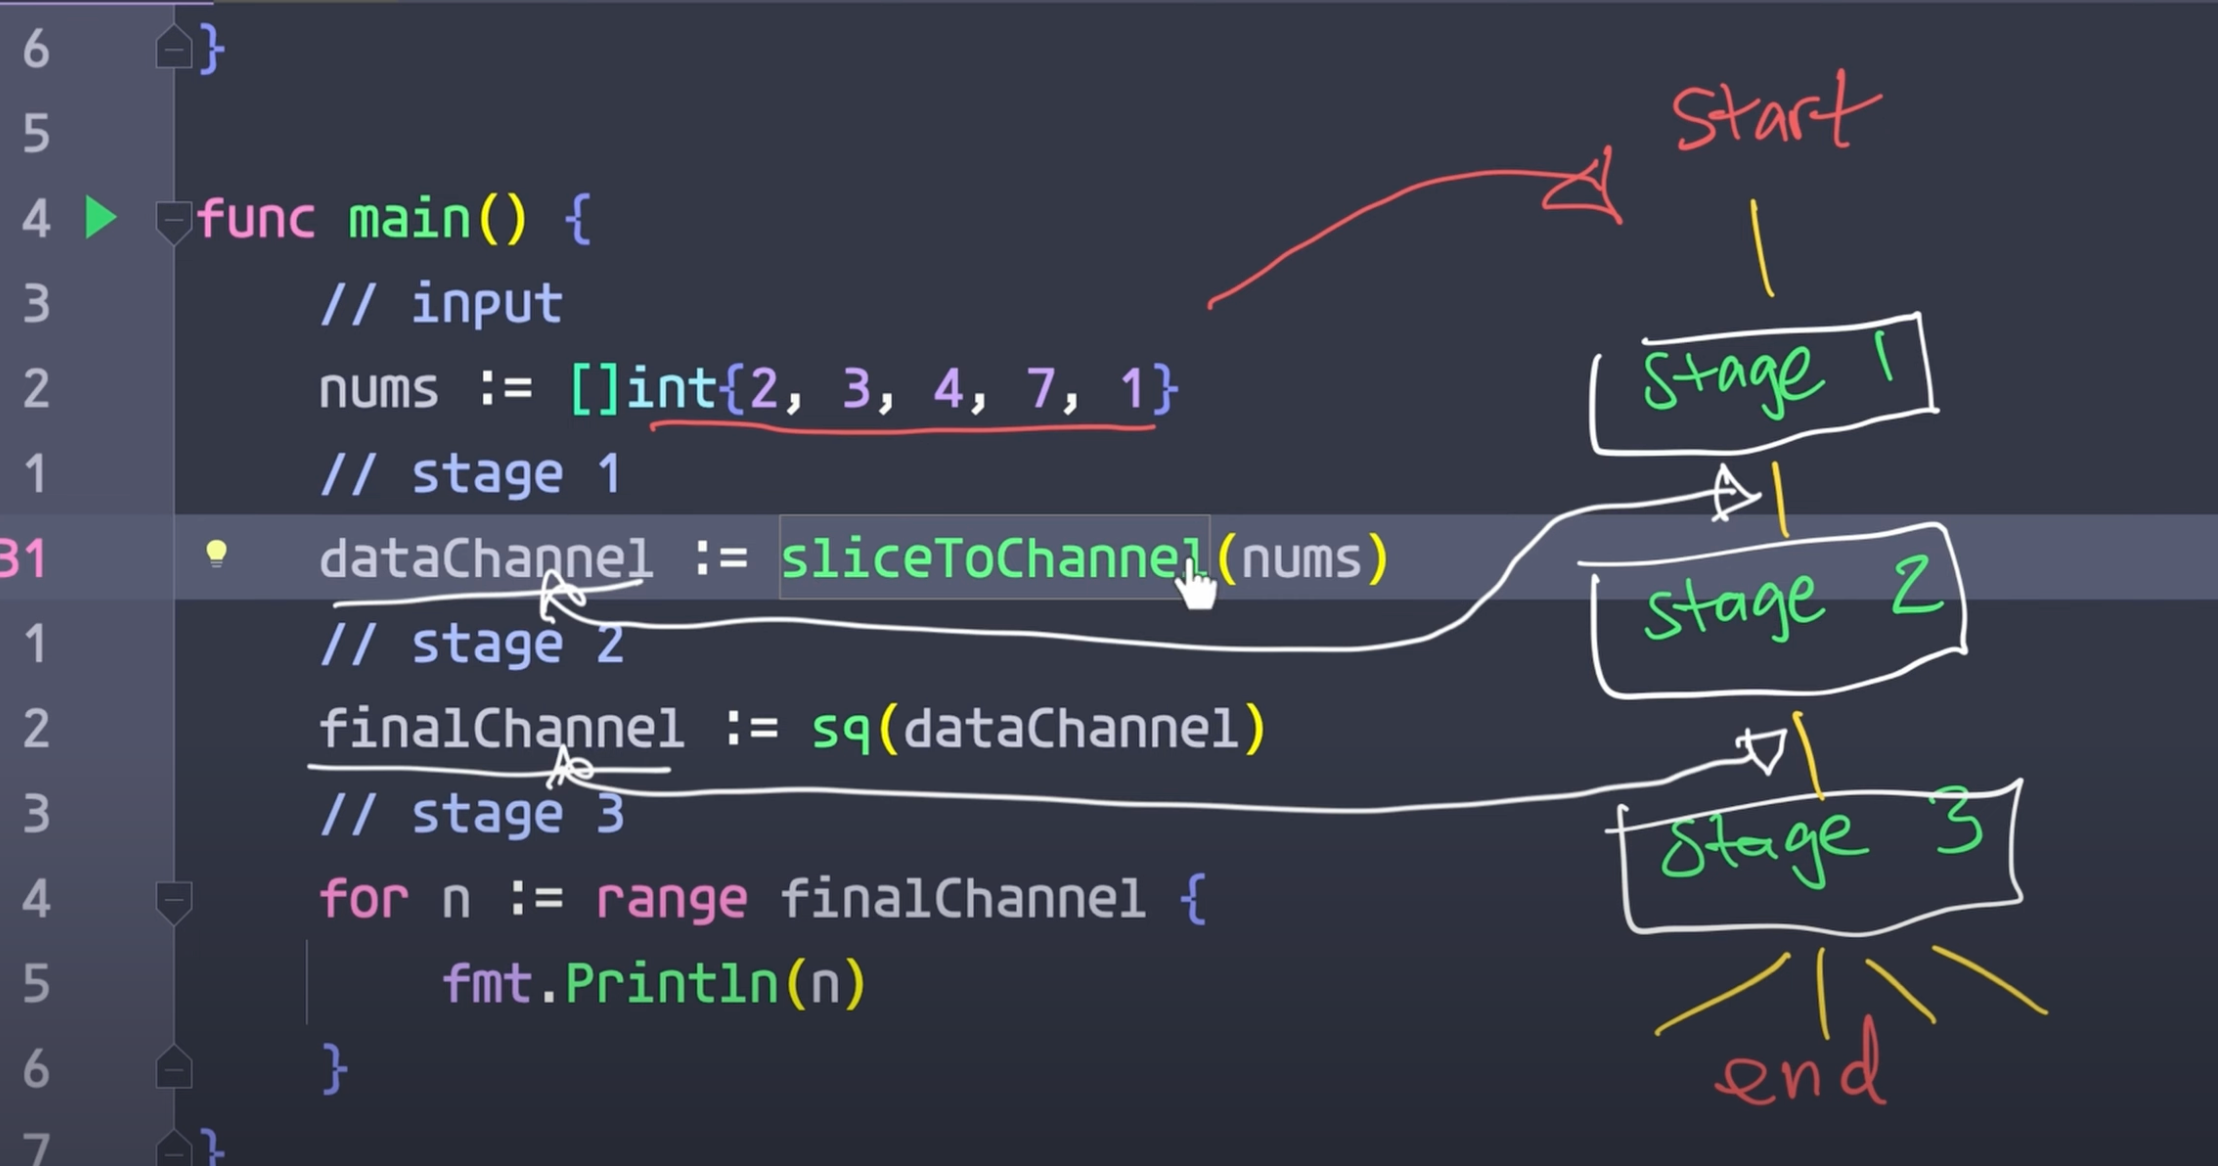 6 }
5
4 func main() {
3 // input
2 nums := []int{2, 3, 4, 7, 1}
1 // stage 1
31 dataChannel := sliceToChannel(nums)
1 // stage 2
2 finalChannel := sq(dataChannel)
3 // stage 3
4 for n := range finalChannel {
5 fmt.Println(n)
6 }
7 }
start
stage 1
stage 2
stage 3
end